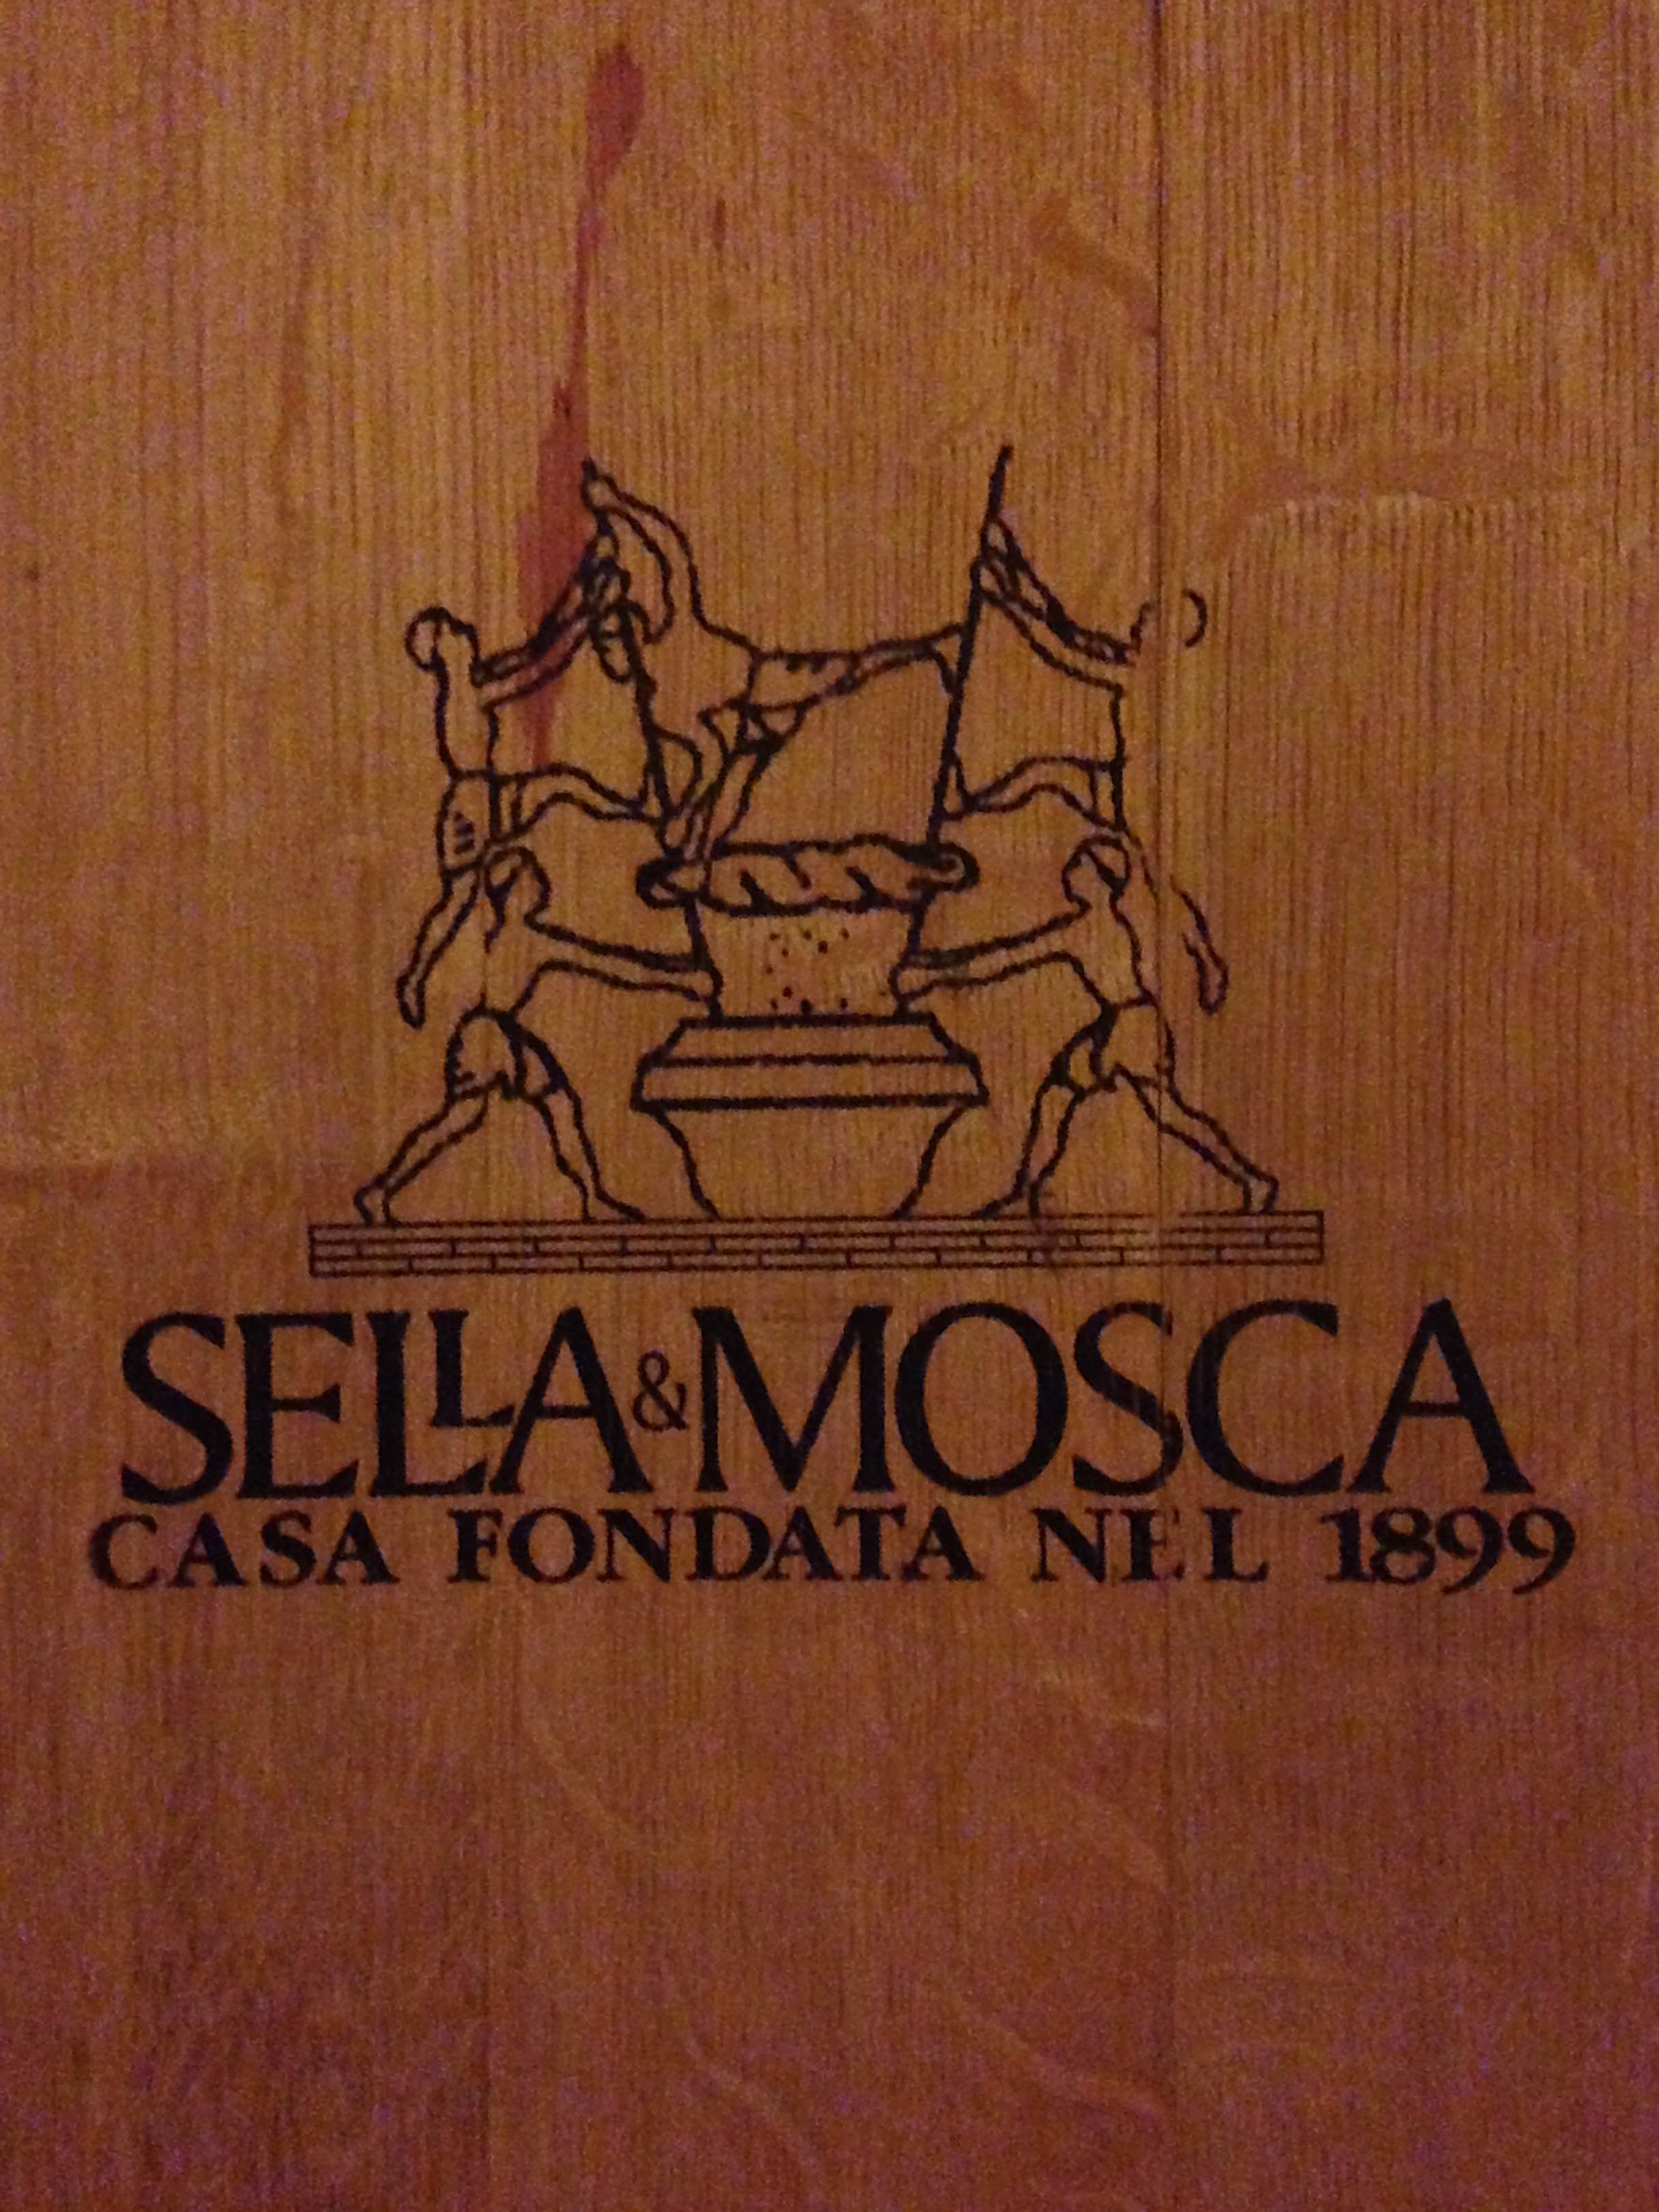 SELLA & MOSCA
CASA FONDATA NEL 1899